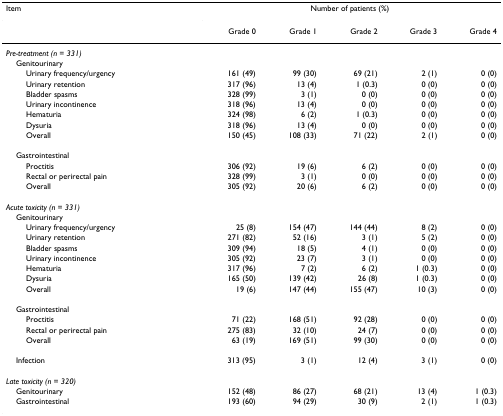 Item Number of patients (%)
Grade 0 Grade 1 Grade 2 Grade 3 Grade 4
Pre-treatment (n = 331)
Genitourinary
Urinary frequency/urgency 161 (49) 99 (30) 69 (21) 2 (1) 0 (0)
Urinary retention 317 (96) 13 (4) 1 (0.3) 0 (0) 0 (0)
Bladder spasms 328 (99) 3 (1) 0 (0) 0 (0) 0 (0)
Urinary incontinence 318 (96) 13 (4) 0 (0) 0 (0) 0 (0)
Hematuria 324 (98) 6 (2) 1 (0.3) 0 (0) 0 (0)
Dysuria 318 (96) 13 (4) 0 (0) 0 (0) 0 (0)
Overall 150 (45) 108 (33) 71 (22) 2 (1) 0 (0)
Gastrointestinal
Proctitis 306 (92) 19 (6) 6 (2) 0 (0) 0 (0)
Rectal or perirectal pain 328 (99) 3 (1) 0 (0) 0 (0) 0 (0)
Overall 305 (92) 20 (6) 6 (2) 0 (0) 0 (0)
Acute toxicity (n = 331)
Genitourinary
Urinary frequency/urgency 25 (8) 154 (47) 144 (44) 8 (2) 0 (0)
Urinary retention 271 (82) 52 (16) 3 (1) 5 (2) 0 (0)
Bladder spasms 309 (94) 18 (5) 4 (1) 0 (0) 0 (0)
Urinary incontinence 305 (92) 23 (7) 3 (1) 0 (0) 0 (0)
Hematuria 317 (96) 7 (2) 6 (2) 1 (0.3) 0 (0)
Dysuria 165 (50) 139 (42) 26 (8) 1 (0.3) 0 (0)
Overall 19 (6) 147 (44) 155 (47) 10 (3) 0 (0)
Gastrointestinal
Proctitis 71 (22) 168 (51) 92 (28) 0 (0) 0 (0)
Rectal or perirectal pain 275 (83) 32 (10) 24 (7) 0 (0) 0 (0)
Overall 63 (19) 169 (51) 99 (30) 0 (0) 0 (0)
Infection 313 (95) 3 (1) 12 (4) 3 (1) 0 (0)
Late toxicity (n = 320)
Genitourinary 152 (48) 86 (27) 68 (21) 13 (4) 1 (0.3)
Gastrointestinal 193 (60) 94 (29) 30 (9) 2 (1) 1 (0.3)